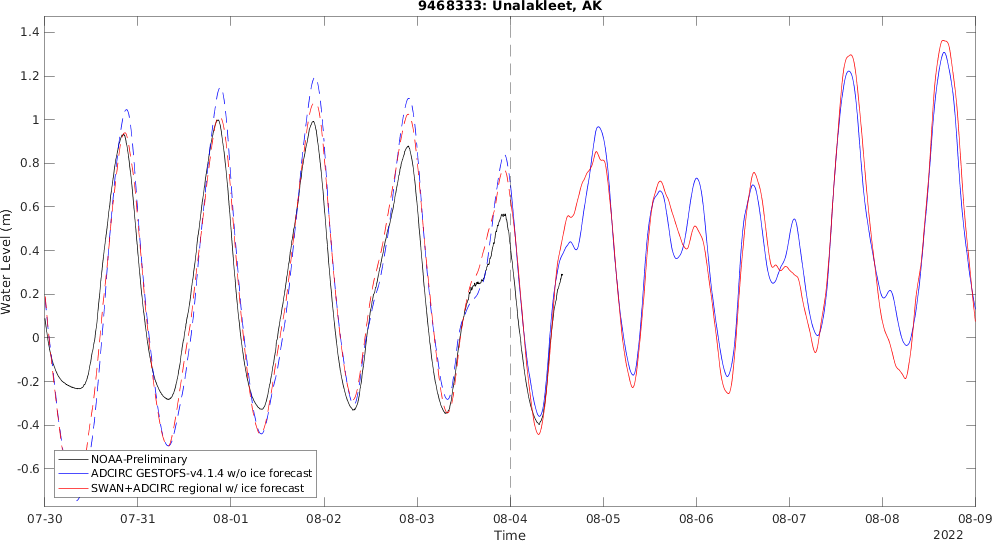 9468333: Unalakleet, AK
Water Level (m)
1.4
1.2
1
0.8
0.6
0.4
0.2
0
-0.2
-0.4
-0.6
NOAA-Preliminary
ADCIRC GESTOFS-v4.1.4 w/o ice forecast
SWAN+ADCIRC regional w/ ice forecast
07-30 07-31 08-01 08-02 08-03 08-04 08-05 08-06 08-07 08-08 08-09
Time
2022